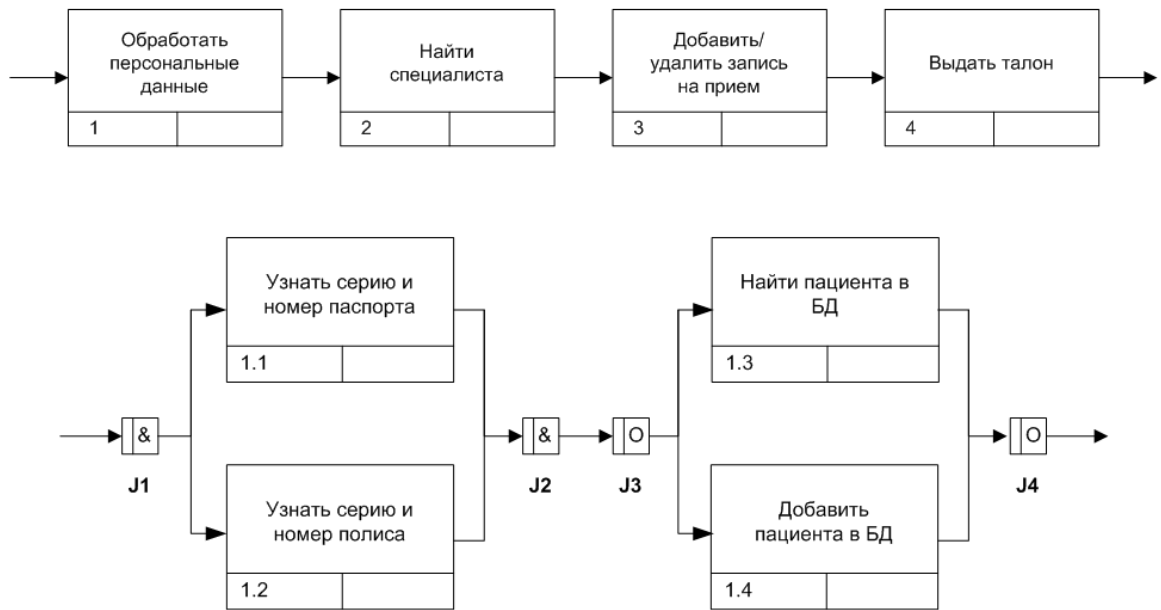 Обработать
персональные
данные
1
Найти
специалиста
2
Добавить/
удалить запись
на прием
3
Выдать талон
4
Узнать серию и
номер паспорта
1.1
Найти пациента в
БД
1.3
&
J1
&
J2
O
J3
O
J4
Узнать серию и
номер полиса
1.2
Добавить
пациента в БД
1.4